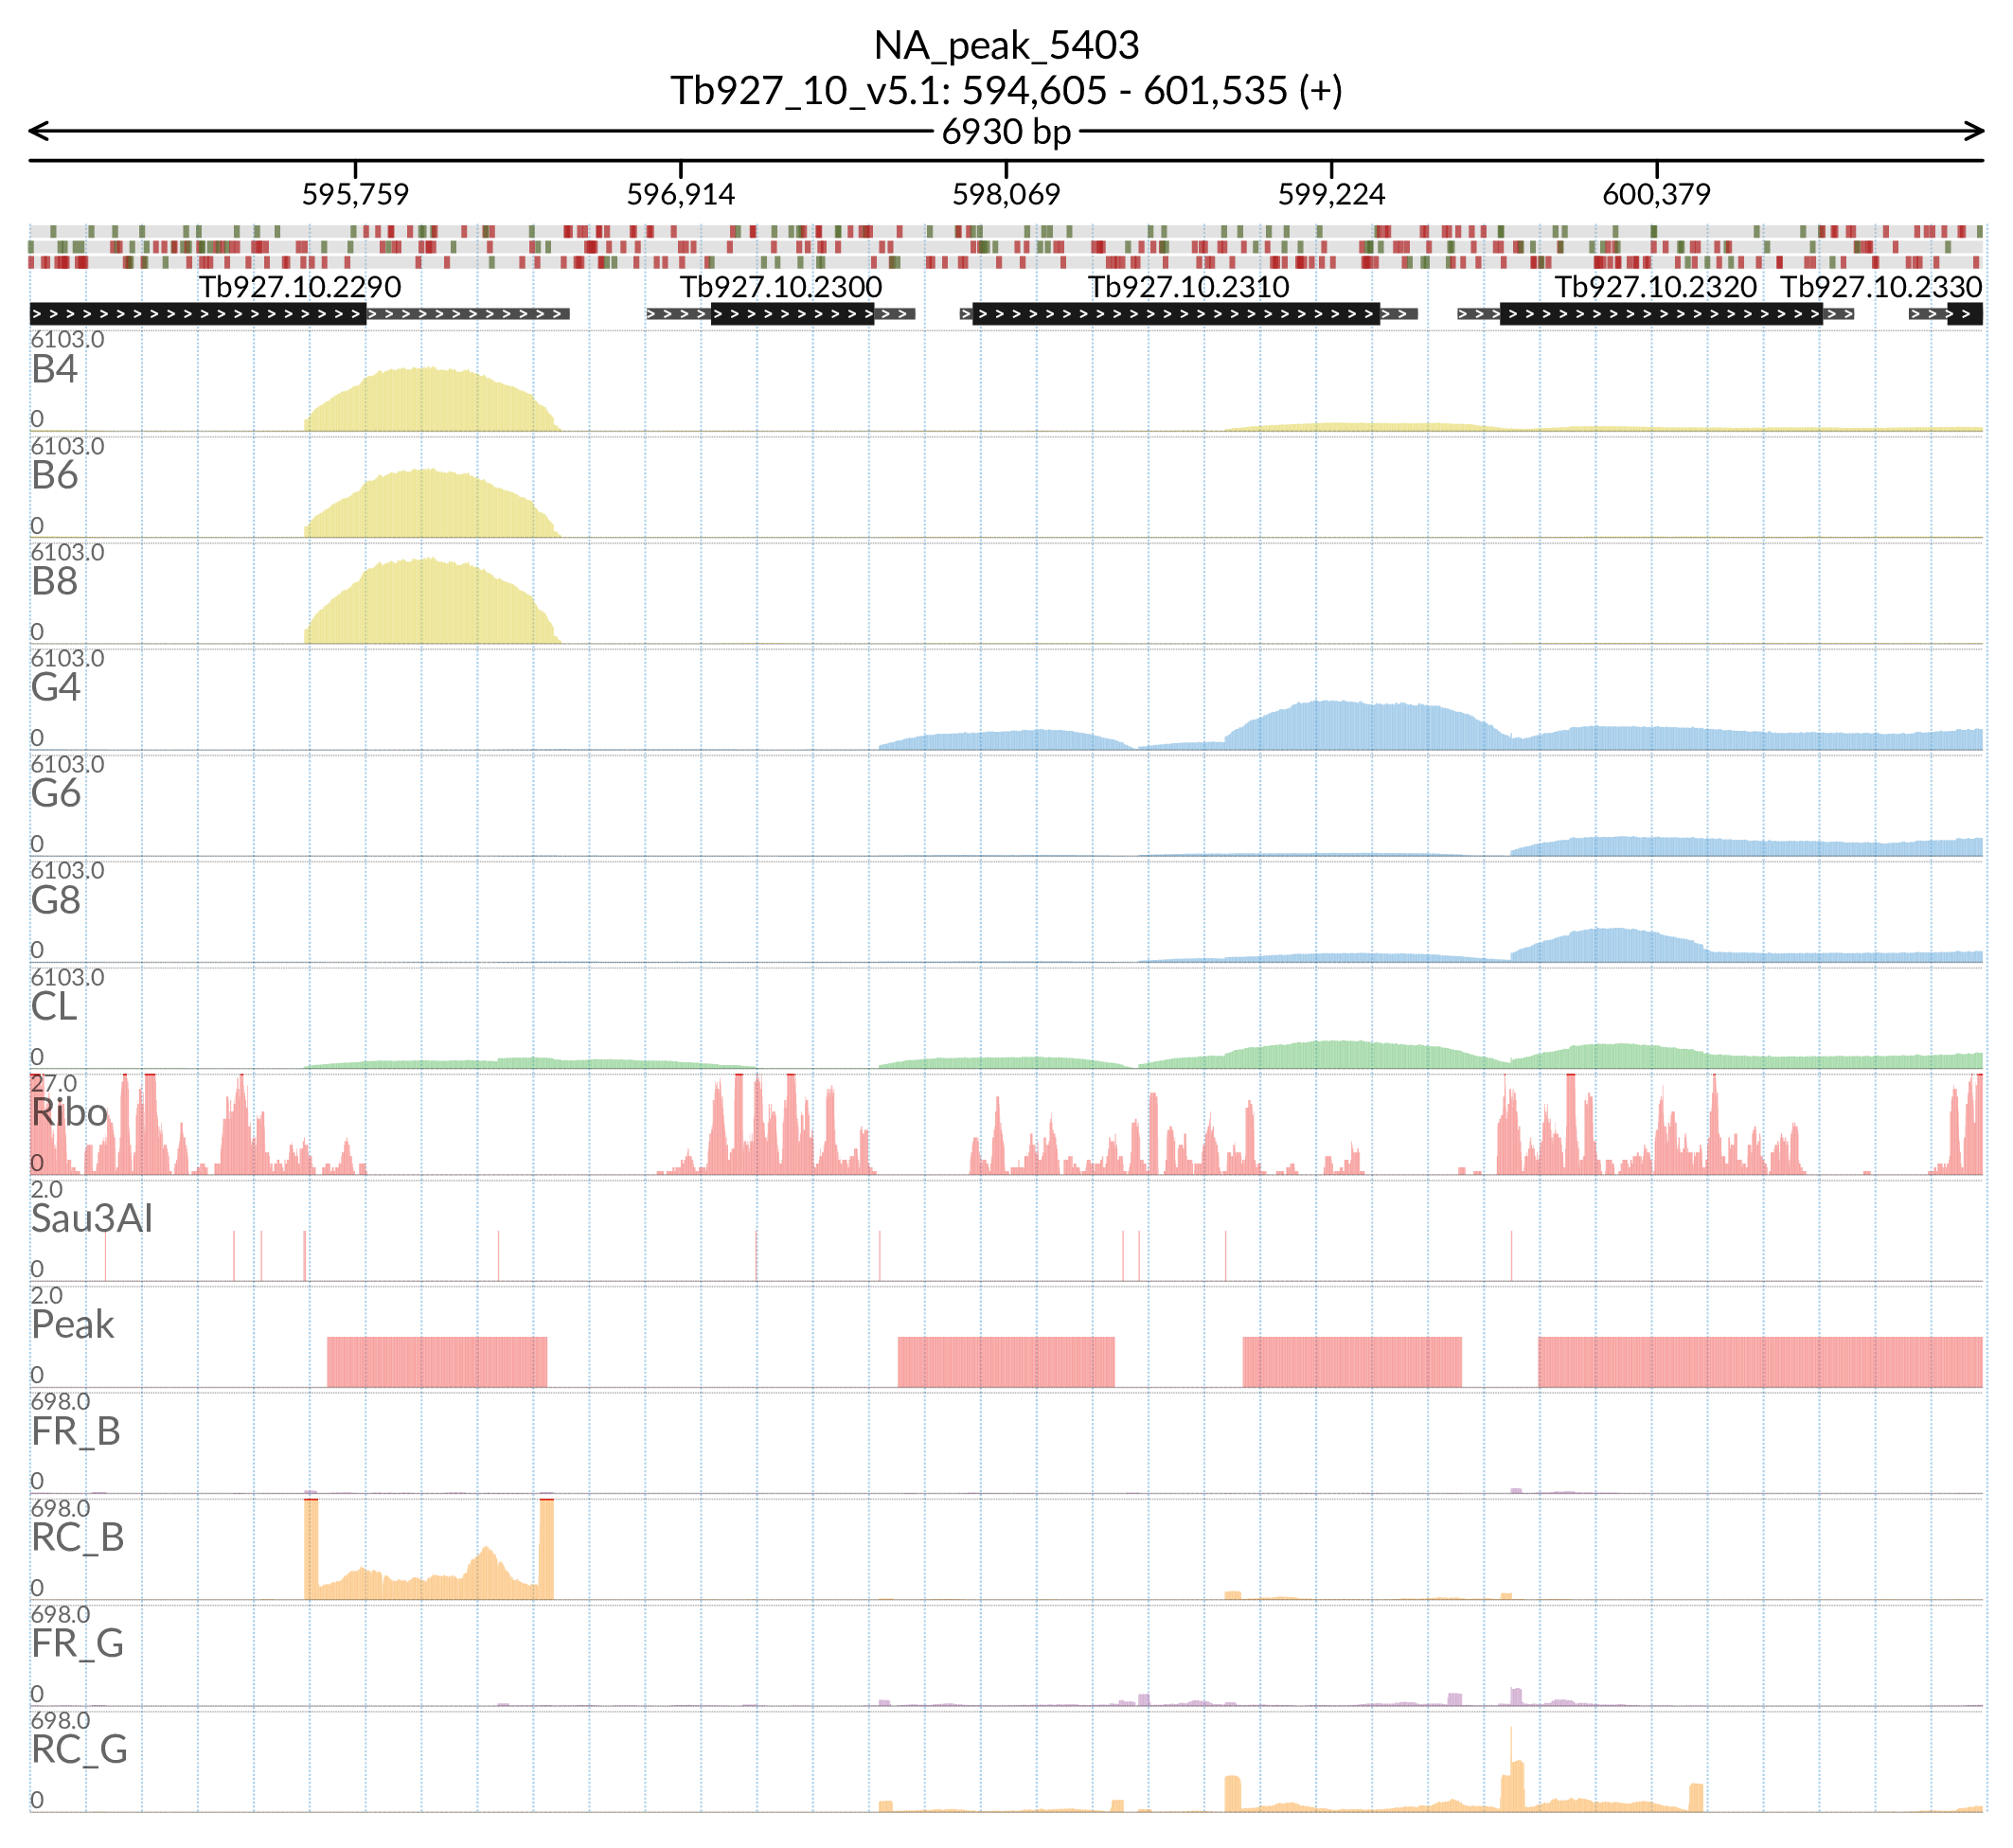 NA_peak_5403
Tb927_10_v5.1: 594,605 - 601,535 (+)
6930 bp
595,759 596,914 598,069 599,224 600,379
Tb927.10.2290 Tb927.10.2300 Tb927.10.2310 Tb927.10.2320 Tb927.10.2330
6103.0
B4
0
6103.0
B6
0
6103.0
B8
0
6103.0
G4
0
6103.0
G6
0
6103.0
G8
0
6103.0
CL
0
27.0
Ribo
0
2.0
Sau3AI
0
2.0
Peak
0
698.0
FR_B
0
698.0
RC_B
0
698.0
FR_G
0
698.0
RC_G
0